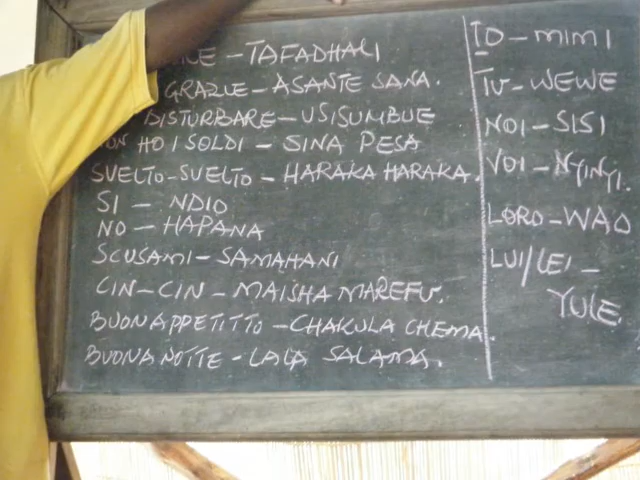 TAFADHALI
GRAZIE - ASANTE SANA.
DISTURBARE - USISUMBUE
HO I SOLDI - SINA PESA
SVELTO-SVELTO - HARAKA HARAKA.
SI - NDIO
NO - HAPANA
SCUSAMI - SAMAHANI
CIN-CIN - MAISHA MAREFU.
BUON APPETITTO - CHAKULA CHEMA.
BUONA NOTTE - LALA SALAMA.
IO - MIMI
TU - WEWE
NOI - SISI
VOI - NYINYI.
LORO - WAO
LUI/LEI -
YULE.